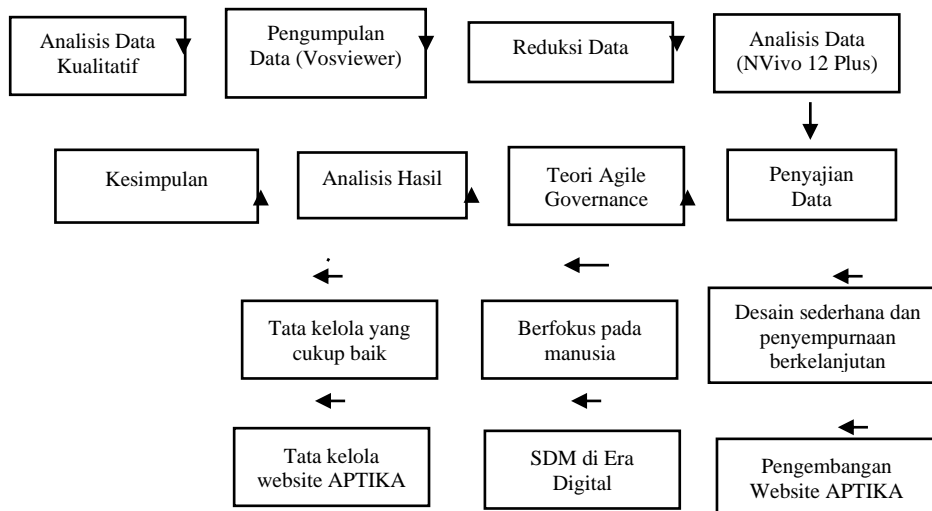 Analisis Data
Kualitatif
Pengumpulan
Data (Vosviewer)
Reduksi Data
Analisis Data
(NVivo 12 Plus)
Kesimpulan
Analisis Hasil
Teori Agile
Governance
Penyajian
Data
Tata kelola yang
cukup baik
Berfokus pada
manusia
Desain sederhana dan
penyempurnaan
berkelanjutan
Tata kelola
website APTIKA
SDM di Era
Digital
Pengembangan
Website APTIKA